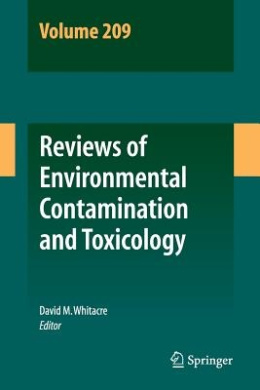 Volume 209
Reviews of
Environmental
Contamination
and Toxicology
David M. Whitacre
Editor
Springer